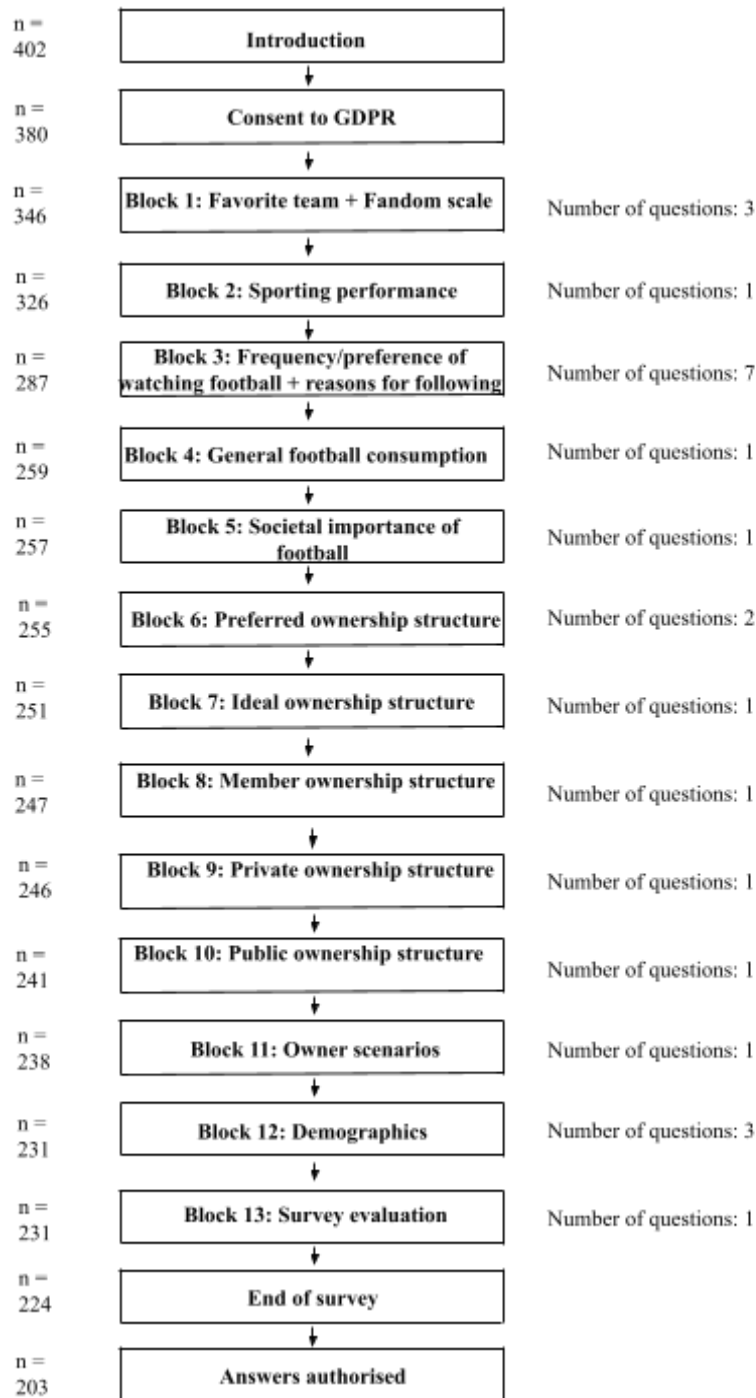 n =
402
Introduction
n =
380
Consent to GDPR
n =
346
Block 1: Favorite team + Fandom scale
Number of questions: 3
n =
326
Block 2: Sporting performance
Number of questions: 1
n =
287
Block 3: Frequency/preference of
watching football + reasons for following
Number of questions: 7
n =
259
Block 4: General football consumption
Number of questions: 1
n =
257
Block 5: Societal importance of
football
Number of questions: 1
n =
255
Block 6: Preferred ownership structure
Number of questions: 2
n =
251
Block 7: Ideal ownership structure
Number of questions: 1
n =
247
Block 8: Member ownership structure
Number of questions: 1
n =
246
Block 9: Private ownership structure
Number of questions: 1
n =
241
Block 10: Public ownership structure
Number of questions: 1
n =
238
Block 11: Owner scenarios
Number of questions: 1
n =
231
Block 12: Demographics
Number of questions: 3
n =
231
Block 13: Survey evaluation
Number of questions: 1
n =
224
End of survey
n =
203
Answers authorised